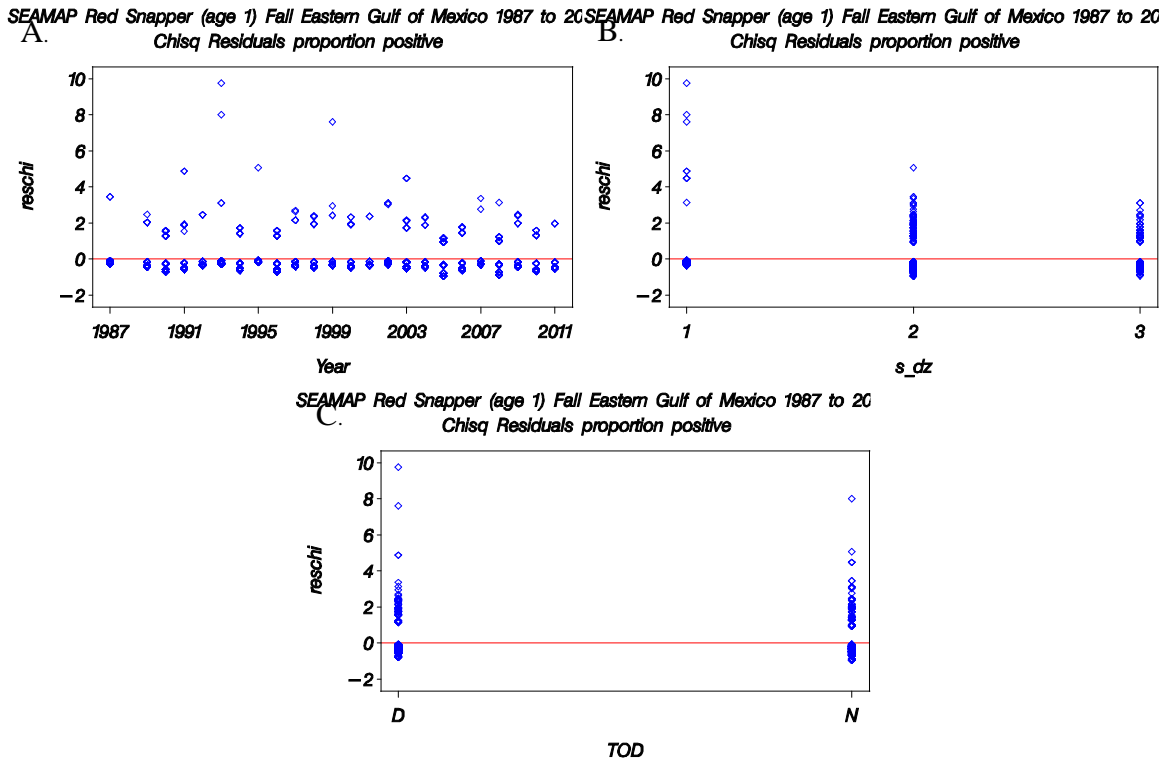 SEAMAP Red Snapper (age 1) Fall Eastern Gulf of Mexico 1987 to 20
A.
Chisq Residuals proportion positive
10
8
6
4
2
0
−2
reschi
1987 1991 1995 1999 2003 2007 2011
Year
SEAMAP Red Snapper (age 1) Fall Eastern Gulf of Mexico 1987 to 20
B.
Chisq Residuals proportion positive
10
8
6
4
2
0
−2
reschi
1 2 3
s_dz
SEAMAP Red Snapper (age 1) Fall Eastern Gulf of Mexico 1987 to 20
C.
Chisq Residuals proportion positive
10
8
6
4
2
0
−2
reschi
D N
TOD